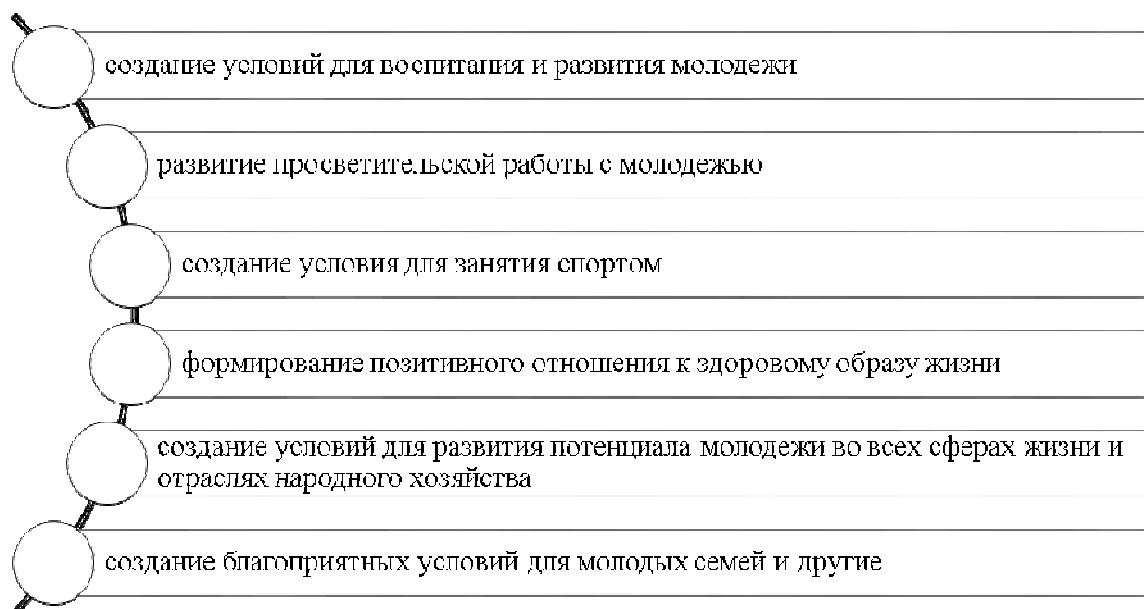 создание условий для воспитания и развития молодежи
развитие просветительской работы с молодежью
создание условия для занятия спортом
формирование позитивного отношения к здоровому образу жизни
создание условий для развития потенциала молодежи во всех сферах жизни и
отраслях народного хозяйства
создание благоприятных условий для молодых семей и другие